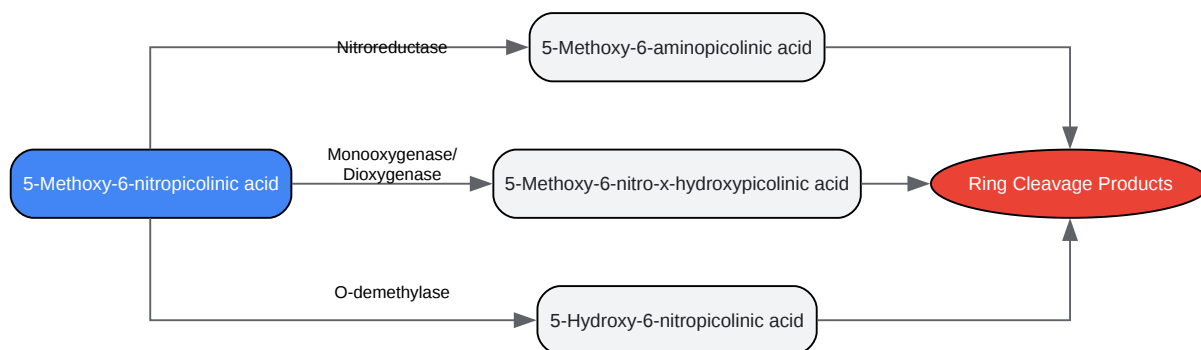 Nitroreductase
5-Methoxy-6-aminopicolinic acid
5-Methoxy-6-nitropicolinic acid
Monooxygenase/
Dioxygenase
5-Methoxy-6-nitro-x-hydroxypicolinic acid
Ring Cleavage Products
O-demethylase
5-Hydroxy-6-nitropicolinic acid